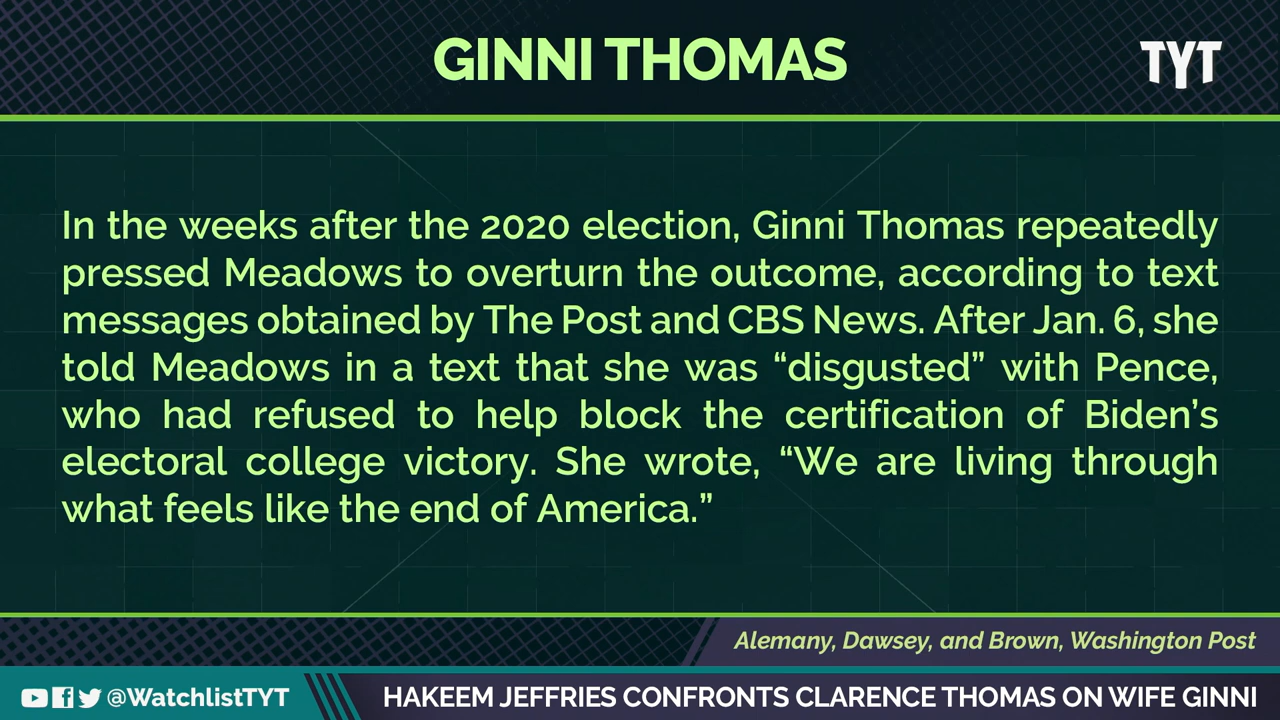 GINNI THOMAS
TYT
In the weeks after the 2020 election, Ginni Thomas repeatedly
pressed Meadows to overturn the outcome, according to text
messages obtained by The Post and CBS News. After Jan. 6, she
told Meadows in a text that she was “disgusted” with Pence,
who had refused to help block the certification of Biden’s
electoral college victory. She wrote, “We are living through
what feels like the end of America.”
Alemany, Dawsey, and Brown, Washington Post
@WatchlistTYT
HAKEEM JEFFRIES CONFRONTS CLARENCE THOMAS ON WIFE GINNI